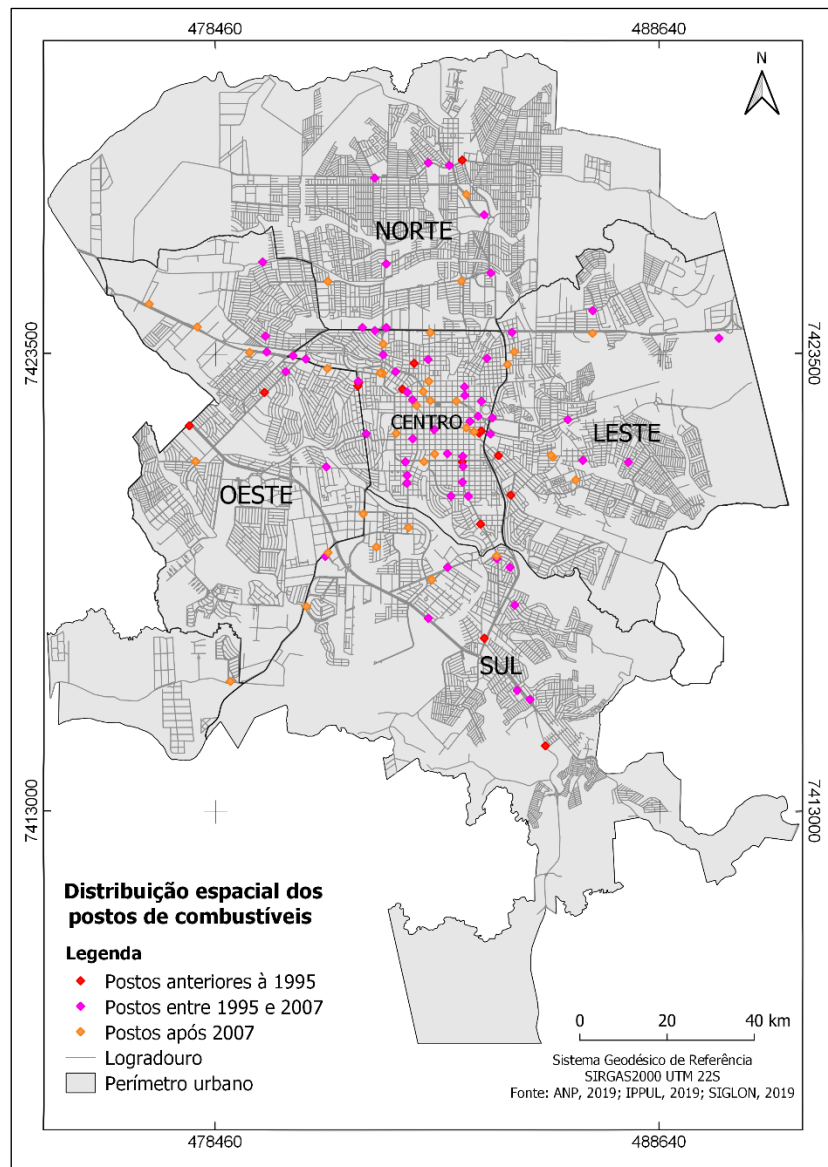 478460
488640
N
NORTE
7423500
7423500
CENTRO
LESTE
OESTE
SUL
7413000
7413000
Distribuição espacial dos
postos de combustíveis
Legenda
Postos anteriores à 1995
Postos entre 1995 e 2007
Postos após 2007
Logradouro
Perímetro urbano
0 20 40 km
Sistema Geodésico de Referência
SIRGAS2000 UTM 22S
Fonte: ANP, 2019; IPPUL, 2019; SIGLON, 2019
478460
488640